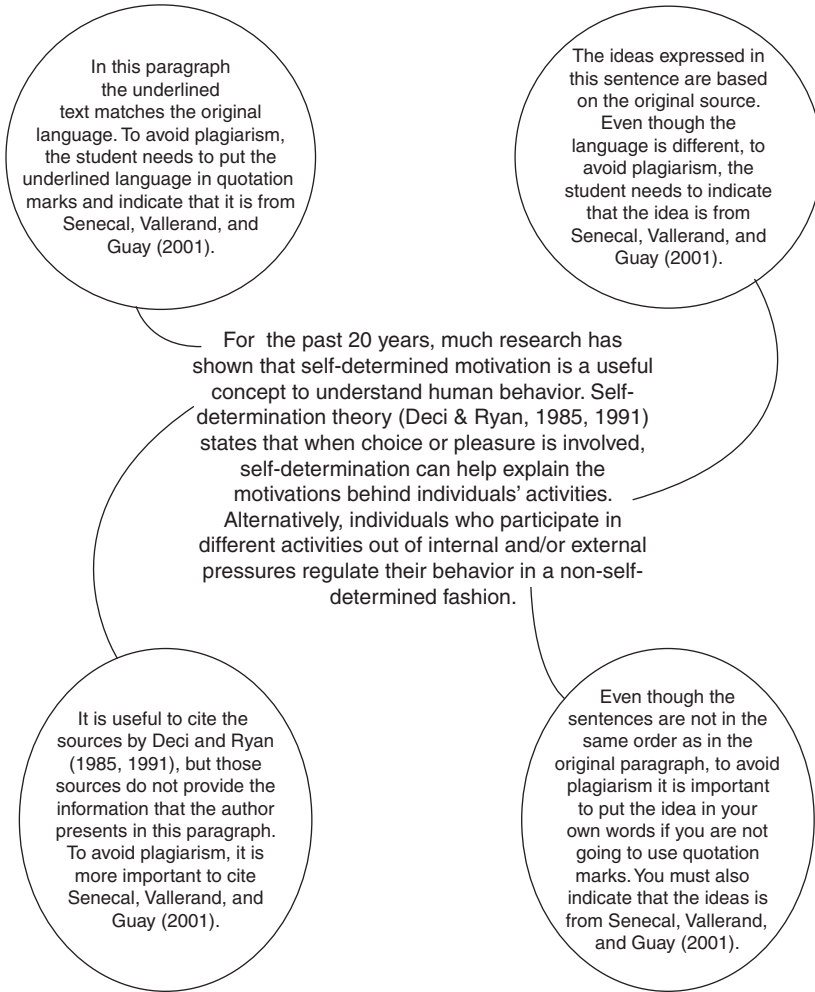 In this paragraph
the underlined
text matches the original
language. To avoid plagiarism,
the student needs to put the
underlined language in quotation
marks and indicate that it is from
Senecal, Vallerand, and
Guay (2001).
The ideas expressed in
this sentence are based
on the original source.
Even though the
language is different, to
avoid plagiarism, the
student needs to indicate
that the idea is from
Senecal, Vallerand, and
Guay (2001).
For the past 20 years, much research has
shown that self-determined motivation is a useful
concept to understand human behavior. Self-
determination theory (Deci & Ryan, 1985, 1991)
states that when choice or pleasure is involved,
self-determination can help explain the
motivations behind individuals’ activities.
Alternatively, individuals who participate in
different activities out of internal and/or external
pressures regulate their behavior in a non-self-
determined fashion.
It is useful to cite the
sources by Deci and Ryan
(1985, 1991), but those
sources do not provide the
information that the author
presents in this paragraph.
To avoid plagiarism, it is
more important to cite
Senecal, Vallerand, and
Guay (2001).
Even though the
sentences are not in the
same order as in the
original paragraph, to avoid
plagiarism it is important
to put the idea in your
own words if you are not
going to use quotation
marks. You must also
indicate that the ideas is
from Senecal, Vallerand,
and Guay (2001).